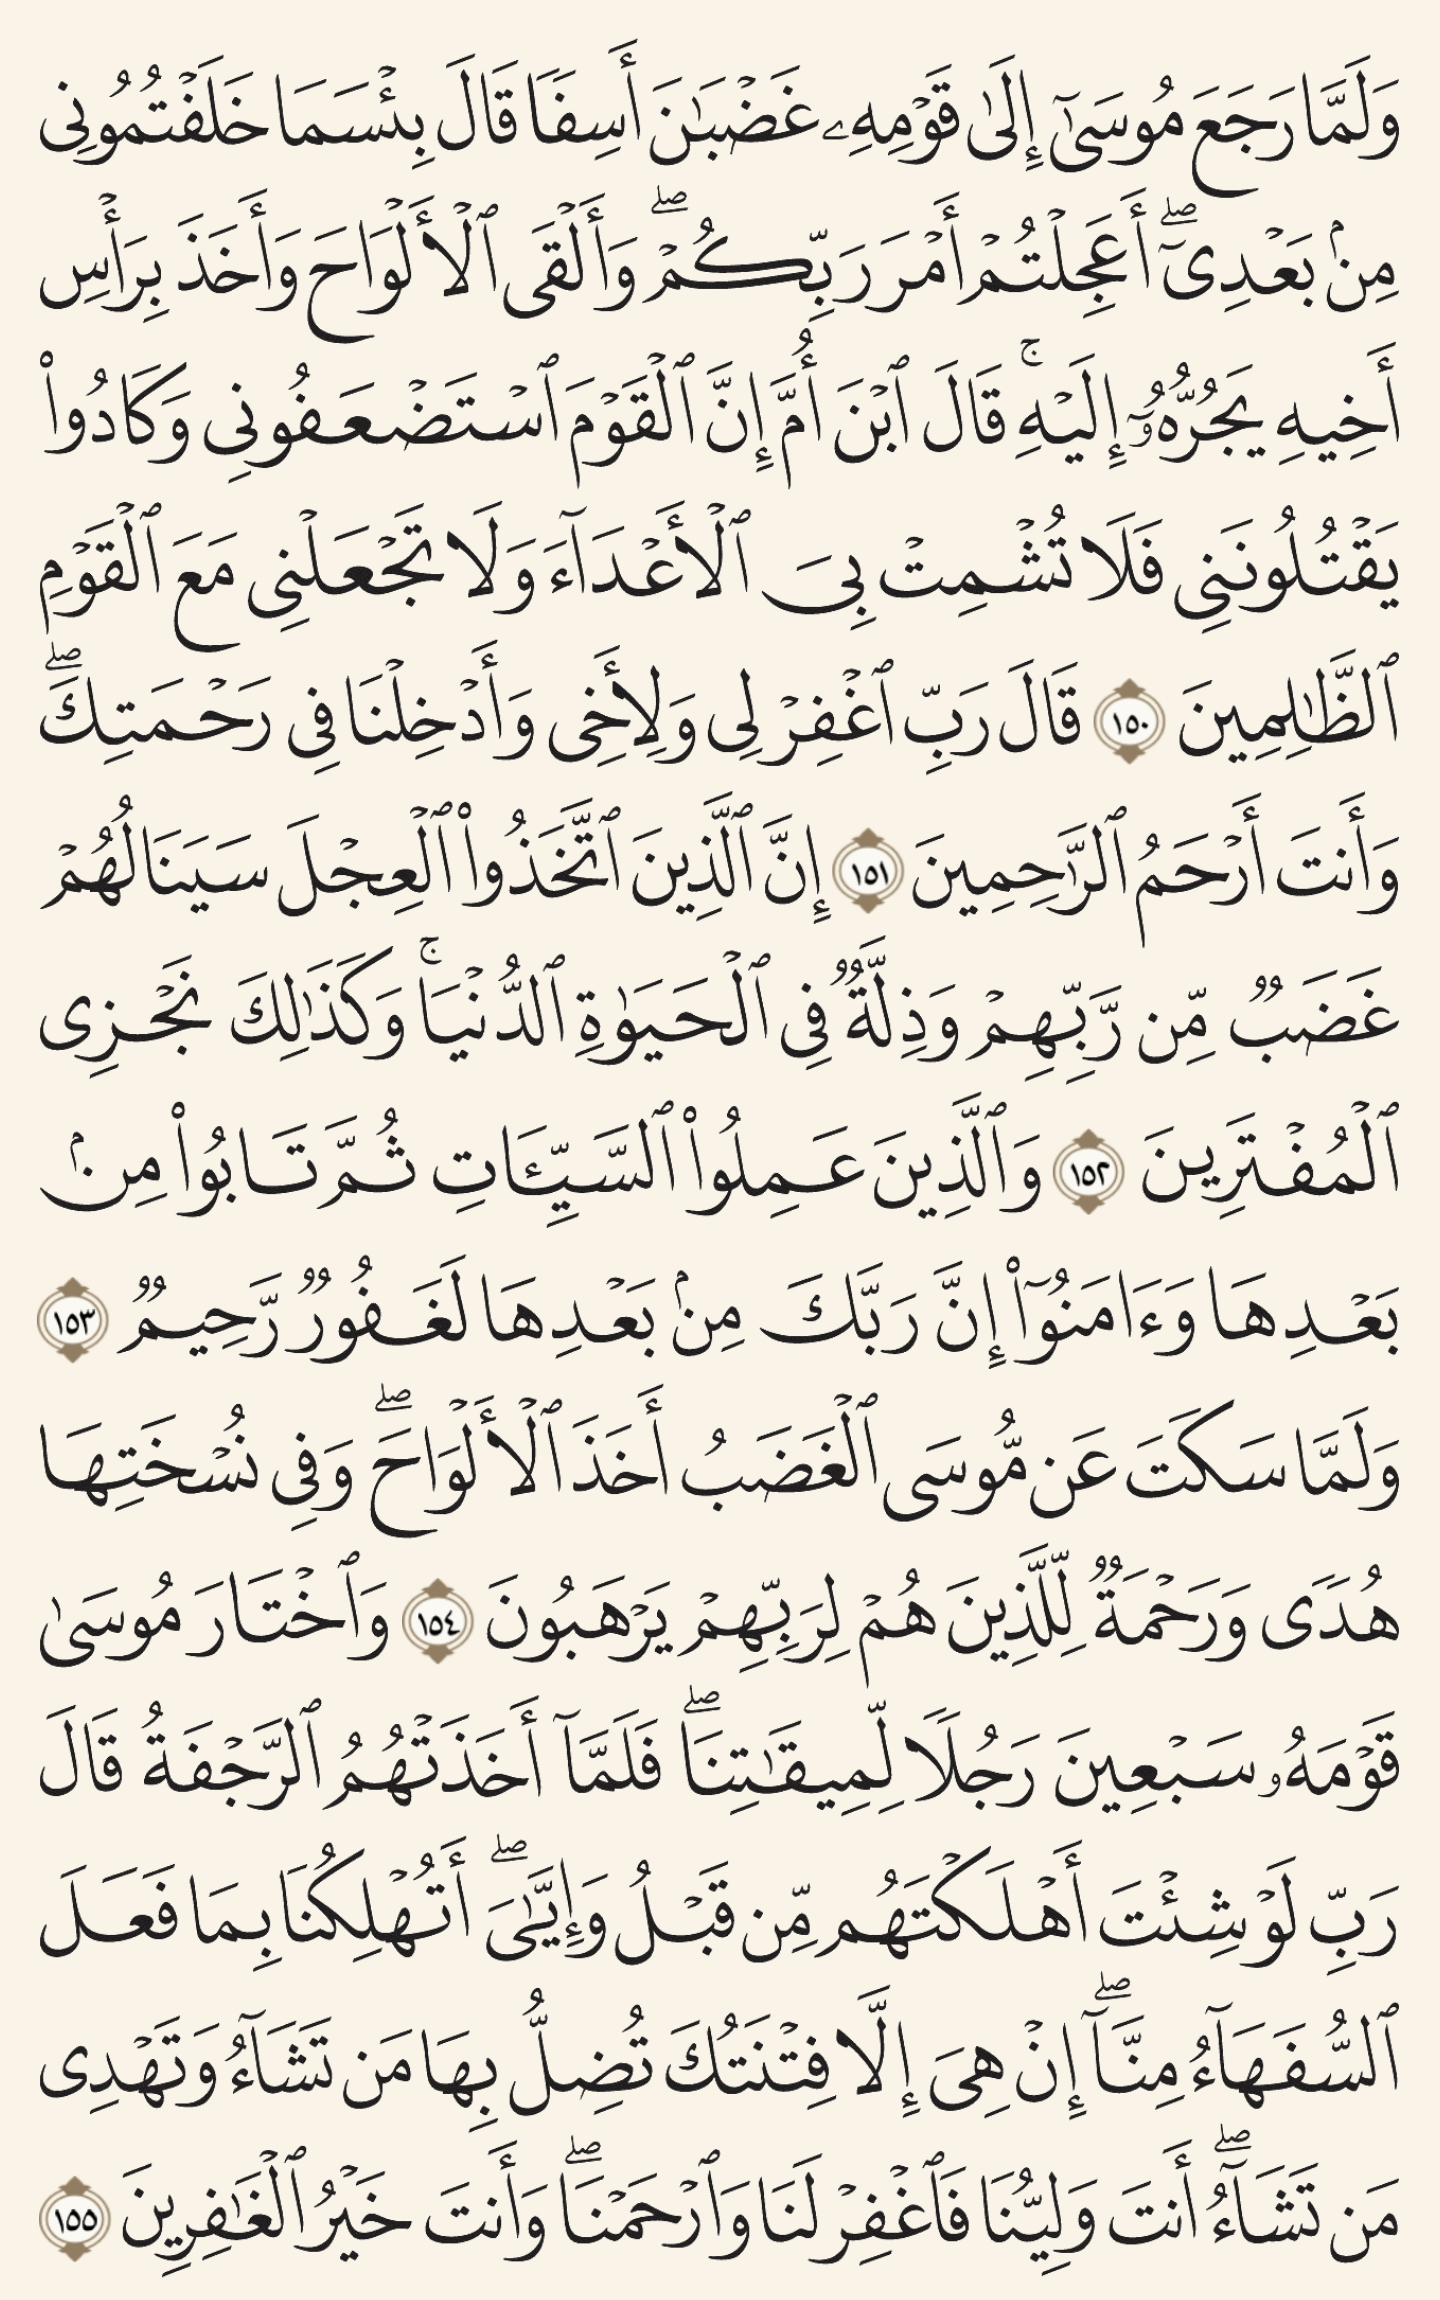 وَلَمَّا رَجَعَ مُوسَىٰٓ إِلَىٰ قَوْمِهِۦ غَضْبَـٰنَ أَسِفًا قَالَ بِئْسَمَا خَلَفْتُمُونِى
مِنۢ بَعْدِىٓ ۖ أَعَجِلْتُمْ أَمْرَ رَبِّكُمْ ۖ وَأَلْقَى ٱلْأَلْوَاحَ وَأَخَذَ بِرَأْسِ
أَخِيهِ يَجُرُّهُۥٓ إِلَيْهِ ۚ قَالَ ٱبْنَ أُمَّ إِنَّ ٱلْقَوْمَ ٱسْتَضْعَفُونِى وَكَادُوا۟
يَقْتُلُونَنِى فَلَا تُشْمِتْ بِىَ ٱلْأَعْدَآءَ وَلَا تَجْعَلْنِى مَعَ ٱلْقَوْمِ
ٱلظَّـٰلِمِينَ ١٥٠ قَالَ رَبِّ ٱغْفِرْ لِى وَلِأَخِى وَأَدْخِلْنَا فِى رَحْمَتِكَ ۖ
وَأَنتَ أَرْحَمُ ٱلرَّٰحِمِينَ ١٥١ إِنَّ ٱلَّذِينَ ٱتَّخَذُوا۟ ٱلْعِجْلَ سَيَنَالُهُمْ
غَضَبٌ مِّن رَّبِّهِمْ وَذِلَّةٌ فِى ٱلْحَيَوٰةِ ٱلدُّنْيَا ۚ وَكَذَٰلِكَ نَجْزِى
ٱلْمُفْتَرِينَ ١٥٢ وَٱلَّذِينَ عَمِلُوا۟ ٱلسَّيِّـَٔاتِ ثُمَّ تَابُوا۟ مِنۢ
بَعْدِهَا وَءَامَنُوٓا۟ إِنَّ رَبَّكَ مِنۢ بَعْدِهَا لَغَفُورٌ رَّحِيمٌ ١٥٣
وَلَمَّا سَكَتَ عَن مُّوسَى ٱلْغَضَبُ أَخَذَ ٱلْأَلْوَاحَ ۖ وَفِى نُسْخَتِهَا
هُدًى وَرَحْمَةٌ لِّلَّذِينَ هُمْ لِرَبِّهِمْ يَرْهَبُونَ ١٥٤ وَٱخْتَارَ مُوسَىٰ
قَوْمَهُۥ سَبْعِينَ رَجُلًا لِّمِيقَـٰتِنَا ۖ فَلَمَّآ أَخَذَتْهُمُ ٱلرَّجْفَةُ قَالَ
رَبِّ لَوْ شِئْتَ أَهْلَكْتَهُم مِّن قَبْلُ وَإِيَّـٰىَ ۖ أَتُهْلِكُنَا بِمَا فَعَلَ
ٱلسُّفَهَآءُ مِنَّآ ۖ إِنْ هِىَ إِلَّا فِتْنَتُكَ تُضِلُّ بِهَا مَن تَشَآءُ وَتَهْدِى
مَن تَشَآءُ ۖ أَنتَ وَلِيُّنَا فَٱغْفِرْ لَنَا وَٱرْحَمْنَا ۖ وَأَنتَ خَيْرُ ٱلْغَـٰفِرِينَ ١٥٥